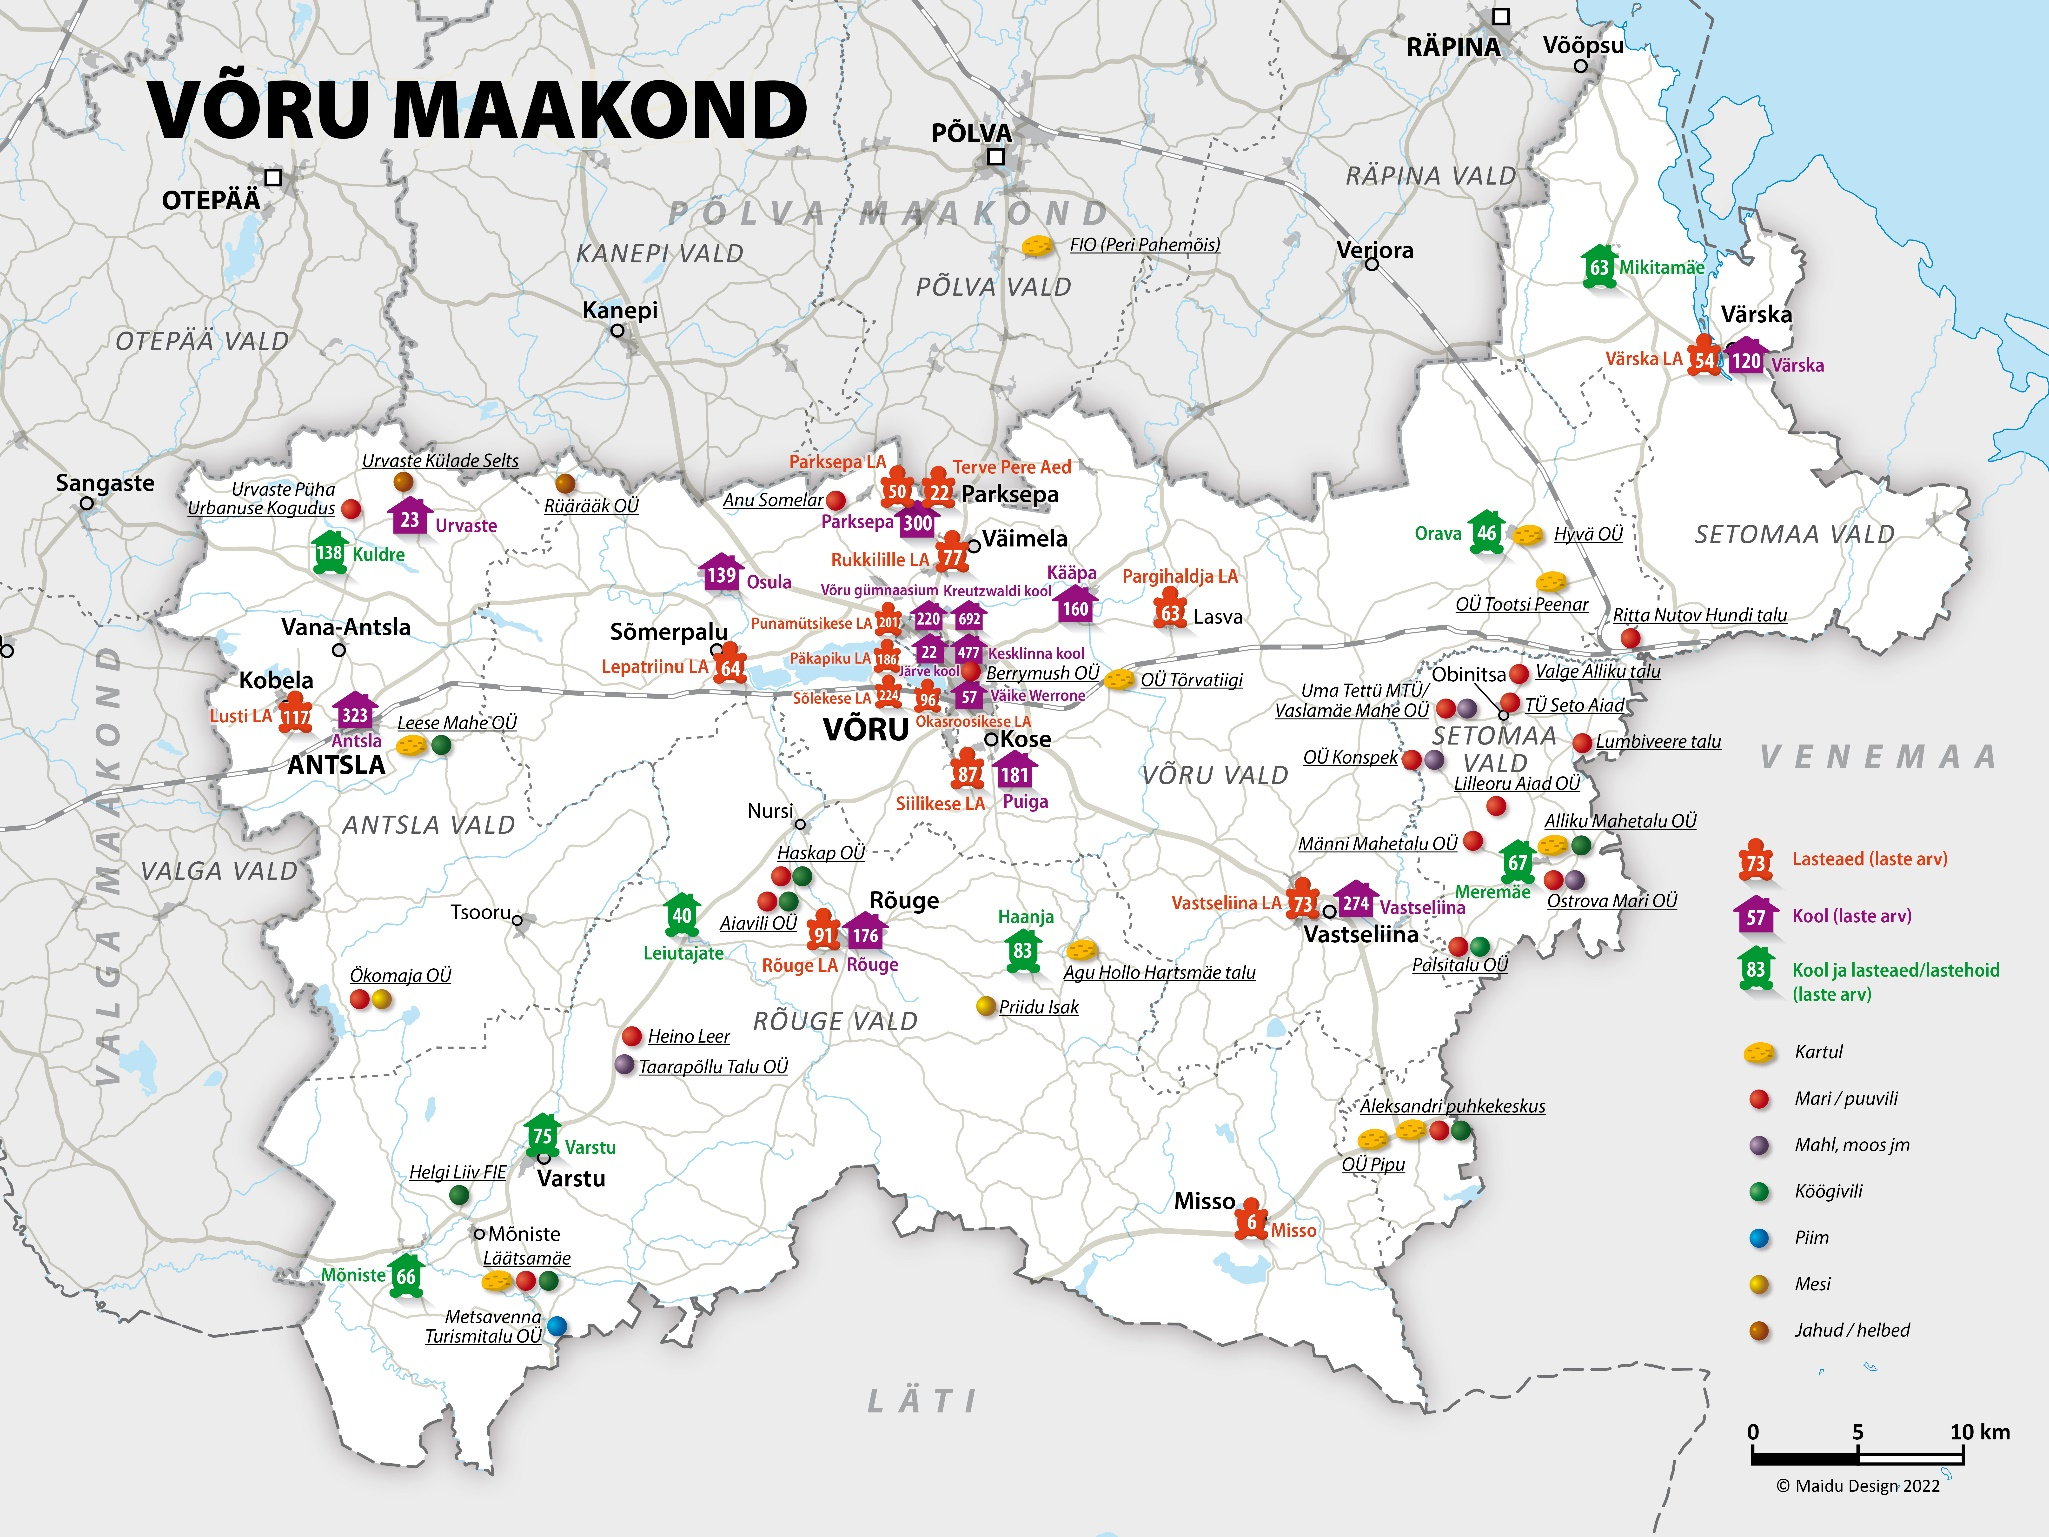 VÕRU MAAKOND
RÄPINA
Võõpsu
PÕLVA
OTEPÄÄ
RÄPINA VALD
PÕLVA MAAKOND
KANEPI VALD
FIO (Peri Pahemõis)
Veriora
PÕLVA VALD
63 Mikitamäe
Kanepi
Värska
OTEPÄÄ VALD
Värska LA 54
120 Värska
Urvaste Külade Selts
Parksepa LA 50
Terve Pere Aed 22
Parksepa
Sangaste
Urvaste Püha
Urbanuse Kogudus
Rüärääk OÜ
Anu Somelar
23 Urvaste
Parksepa 300
138 Kuldre
Väimela
Rukkilille LA 77
Orava 46
Hyvä OÜ
SETOMAA VALD
139 Osula
Kääpa
160
Pargihaldja LA
63 Lasva
Võru gümnaasium
220
Kreutzwaldi kool
692
OÜ Tootsi Peenar
Ritta Nutov Hundi talu
Punamütsikese LA 201
Vana-Antsla
Sõmerpalu
Lepatriinu LA 64
Päkapiku LA 186
22
Järve kool
477 Kesklinna kool
Berrymush OÜ
OÜ Tõrvatiigi
Obinitsa
Valge Alliku talu
Kobela
Lusti LA 117
323
Antsla
ANTSLA
Leese Mahe OÜ
Sõlekese LA 224
96
Okasroosikese LA
57 Väike Werrone
VÕRU
Uma Tettü MTÜ/
Vaslamäe Mahe OÜ
TÜ Seto Aiad
Kose
SETOMAA
VALD
Lumbiveere talu
VENEMAA
OÜ Konspek
87
Siilikese LA
181
Puiga
VÕRU VALD
Lilleoru Aiad OÜ
Nursi
ANTSLA VALD
Alliku Mahetalu OÜ
Männi Mahetalu OÜ
Haskap OÜ
VALGA VALD
VALGA MAAKOND
67
Meremäe
Ostrova Mari OÜ
Tsooru
40
Leiutajate
Aiavili OÜ
Rõuge
91
Rõuge LA
176
Rõuge
Haanja
83
Agu Hollo Hartsmäe talu
Vastseliina LA 73
274 Vastseliina
Vastseliina
Palsitalu OÜ
Ökomaja OÜ
Priidu Isak
RÕUGE VALD
Heino Leer
Taarapõllu Talu OÜ
75 Varstu
Varstu
Aleksandri puhkekeskus
OÜ Pipu
Helgi Liiv FIE
Misso
6 Misso
Mõniste
Läätsamäe
Mõniste 66
Metsavenna
Turismitalu OÜ
LÄTI
73 Lasteaed (laste arv)
57 Kool (laste arv)
83 Kool ja lasteaed/lastehoid
(laste arv)
Kartul
Mari / puuvili
Mahl, moos jm
Köögivili
Piim
Mesi
Jahud / helbed
0 5 10 km
© Maidu Design 2022